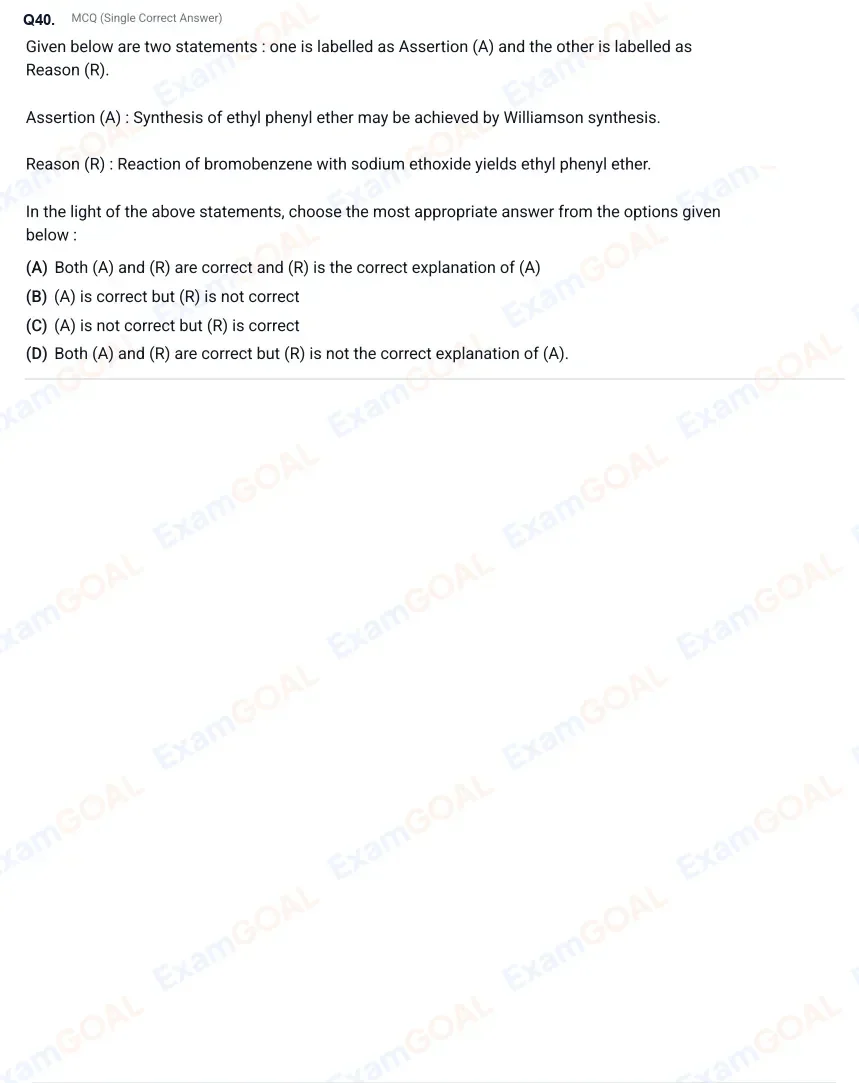 Q40. MCQ (Single Correct Answer)
Given below are two statements : one is labelled as Assertion (A) and the other is labelled as
Reason (R).
Assertion (A) : Synthesis of ethyl phenyl ether may be achieved by Williamson synthesis.
Reason (R) : Reaction of bromobenzene with sodium ethoxide yields ethyl phenyl ether.
In the light of the above statements, choose the most appropriate answer from the options given
below :
(A) Both (A) and (R) are correct and (R) is the correct explanation of (A)
(B) (A) is correct but (R) is not correct
(C) (A) is not correct but (R) is correct
(D) Both (A) and (R) are correct but (R) is not the correct explanation of (A).
ExamGOAL